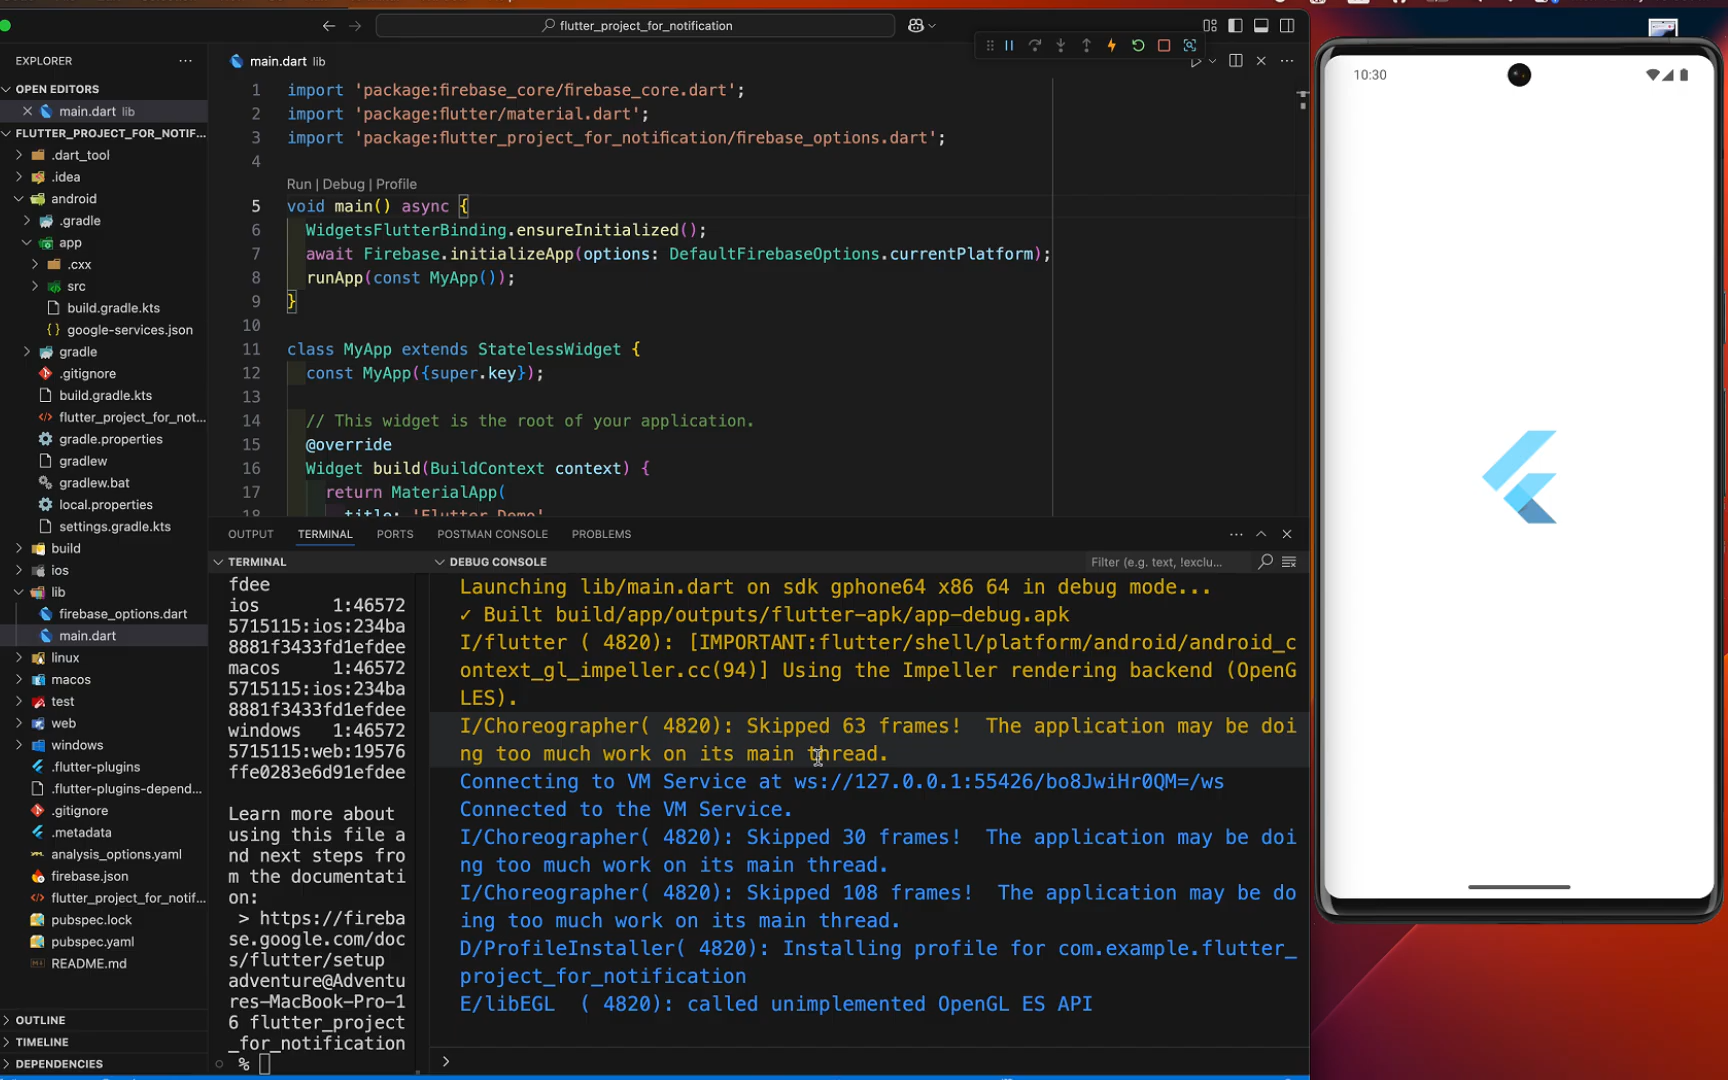 flutter_project_for_notification
EXPLORER
OPEN EDITORS
main.dart lib
FLUTTER_PROJECT_FOR_NOTIF...
.dart_tool
.idea
android
.gradle
app
.cxx
src
build.gradle.kts
google-services.json
gradle
.gitignore
build.gradle.kts
flutter_project_for_not...
gradle.properties
gradlew
gradlew.bat
local.properties
settings.gradle.kts
build
ios
lib
firebase_options.dart
main.dart
linux
macos
test
web
windows
.flutter-plugins
.flutter-plugins-depend...
.gitignore
.metadata
analysis_options.yaml
firebase.json
flutter_project_for_notif...
pubspec.lock
pubspec.yaml
README.md
OUTLINE
TIMELINE
DEPENDENCIES
main.dart lib
1 import 'package:firebase_core/firebase_core.dart';
2 import 'package:flutter/material.dart';
3 import 'package:flutter_project_for_notification/firebase_options.dart';
4
Run | Debug | Profile
5 void main() async {
6 WidgetsFlutterBinding.ensureInitialized();
7 await Firebase.initializeApp(options: DefaultFirebaseOptions.currentPlatform);
8 runApp(const MyApp());
9 }
10
11 class MyApp extends StatelessWidget {
12 const MyApp({super.key});
13
14 // This widget is the root of your application.
15 @override
16 Widget build(BuildContext context) {
17 return MaterialApp(
18 title: 'Flutter Demo'
OUTPUT TERMINAL PORTS POSTMAN CONSOLE PROBLEMS
TERMINAL
fdee
ios 1:46572
5715115:ios:234ba
8881f3433fd1efdee
macos 1:46572
5715115:ios:234ba
8881f3433fd1efdee
windows 1:46572
5715115:web:19576
ffe0283e6d91efdee
Learn more about
using this file a
nd next steps fro
m the documentati
on:
> https://fireba
se.google.com/doc
s/flutter/setup
adventure@Adventu
res-MacBook-Pro-1
6 flutter_project
_for_notification
%
DEBUG CONSOLE
Filter (e.g. text, !exclu...
Launching lib/main.dart on sdk gphone64 x86 64 in debug mode...
✓ Built build/app/outputs/flutter-apk/app-debug.apk
I/flutter ( 4820): [IMPORTANT:flutter/shell/platform/android/android_c
ontext_gl_impeller.cc(94)] Using the Impeller rendering backend (OpenG
LES).
I/Choreographer( 4820): Skipped 63 frames! The application may be doi
ng too much work on its main thread.
Connecting to VM Service at ws://127.0.0.1:55426/bo8JwiHr0QM=/ws
Connected to the VM Service.
I/Choreographer( 4820): Skipped 30 frames! The application may be doi
ng too much work on its main thread.
I/Choreographer( 4820): Skipped 108 frames! The application may be do
ing too much work on its main thread.
D/ProfileInstaller( 4820): Installing profile for com.example.flutter_
project_for_notification
E/libEGL ( 4820): called unimplemented OpenGL ES API
>
10:30